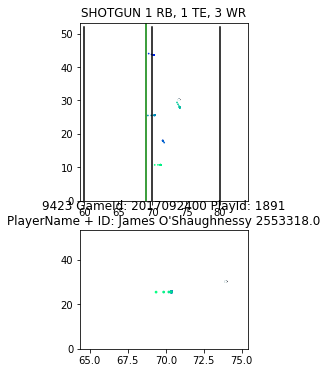 SHOTGUN 1 RB, 1 TE, 3 WR
50
40
30
20
10
0
60 65 70 75 80
9423 GameId: 2017092400 PlayId: 1891
PlayerName + ID: James O'Shaughnessy 2553318.0
40
20
0
65.0 67.5 70.0 72.5 75.0